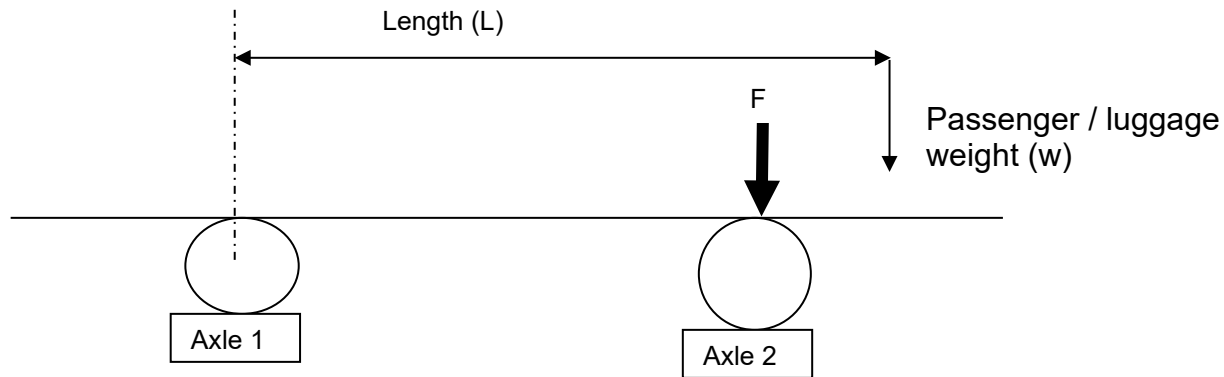 Length (L)
F
Passenger / luggage
weight (w)
Axle 1
Axle 2